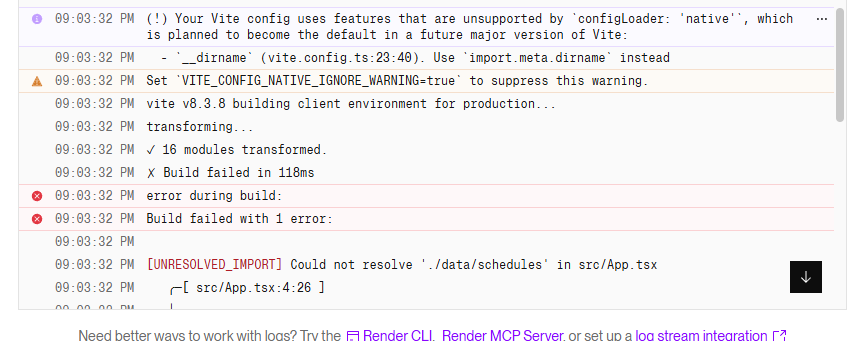 09:03:32 PM (!) Your Vite config uses features that are unsupported by `configLoader: 'native'`, which ...
is planned to become the default in a future major version of Vite:
09:03:32 PM - `__dirname` (vite.config.ts:23:40). Use `import.meta.dirname` instead
09:03:32 PM Set `VITE_CONFIG_NATIVE_IGNORE_WARNING=true` to suppress this warning.
09:03:32 PM vite v8.3.8 building client environment for production...
09:03:32 PM transforming...
09:03:32 PM ✓ 16 modules transformed.
09:03:32 PM ✗ Build failed in 118ms
09:03:32 PM error during build:
09:03:32 PM Build failed with 1 error:
09:03:32 PM
09:03:32 PM [UNRESOLVED_IMPORT] Could not resolve './data/schedules' in src/App.tsx
09:03:32 PM ╭─[ src/App.tsx:4:26 ]
09:03:32 PM │
Need better ways to work with logs? Try the Render CLI, Render MCP Server, or set up a log stream integration